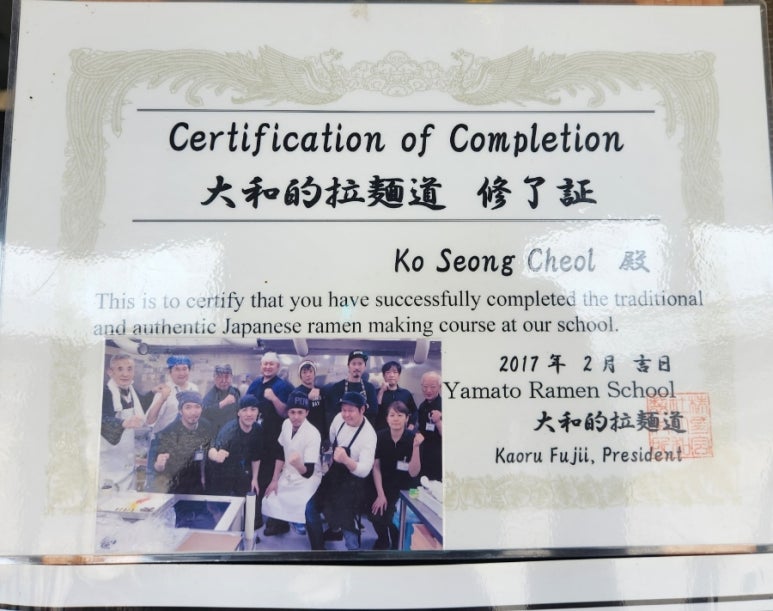 Certification of Completion
大和的拉麺道 修了証
Ko Seong Cheol 殿
This is to certify that you have successfully completed the traditional
and authentic Japanese ramen making course at our school.
2017 年 2 月 吉日
Yamato Ramen School
大和的拉麺道
Kaoru Fujii, President